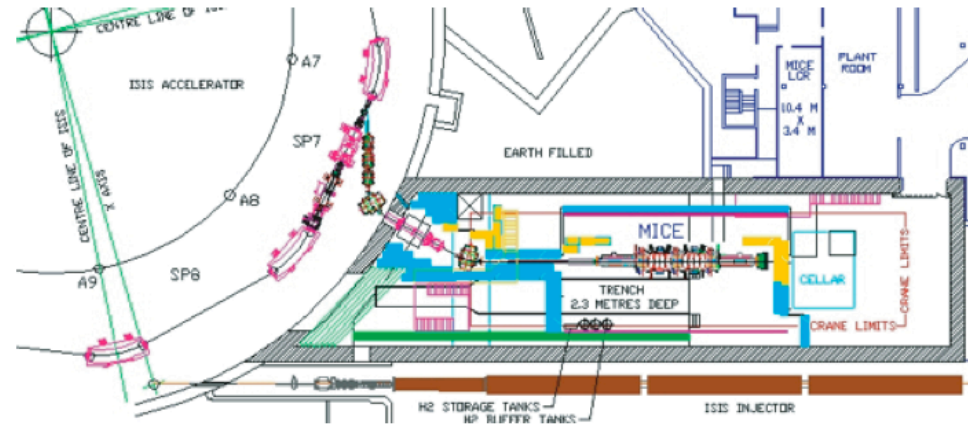 CENTRE LINE OF ISIS
ISIS ACCELERATOR
A7
SP7
A8
CENTRE LINE OF ISIS
X AXIS
SP8
A9
EARTH FILLED
MICE
LCR
10.4 M
X
3.4 M
PLANT
ROOM
MICE
TRENCH
2.3 METRES DEEP
CELLAR
CRANE LIMITS
CRANE LIMITS
H2 STORAGE TANKS
H2 BUFFER TANKS
ISIS INJECTOR